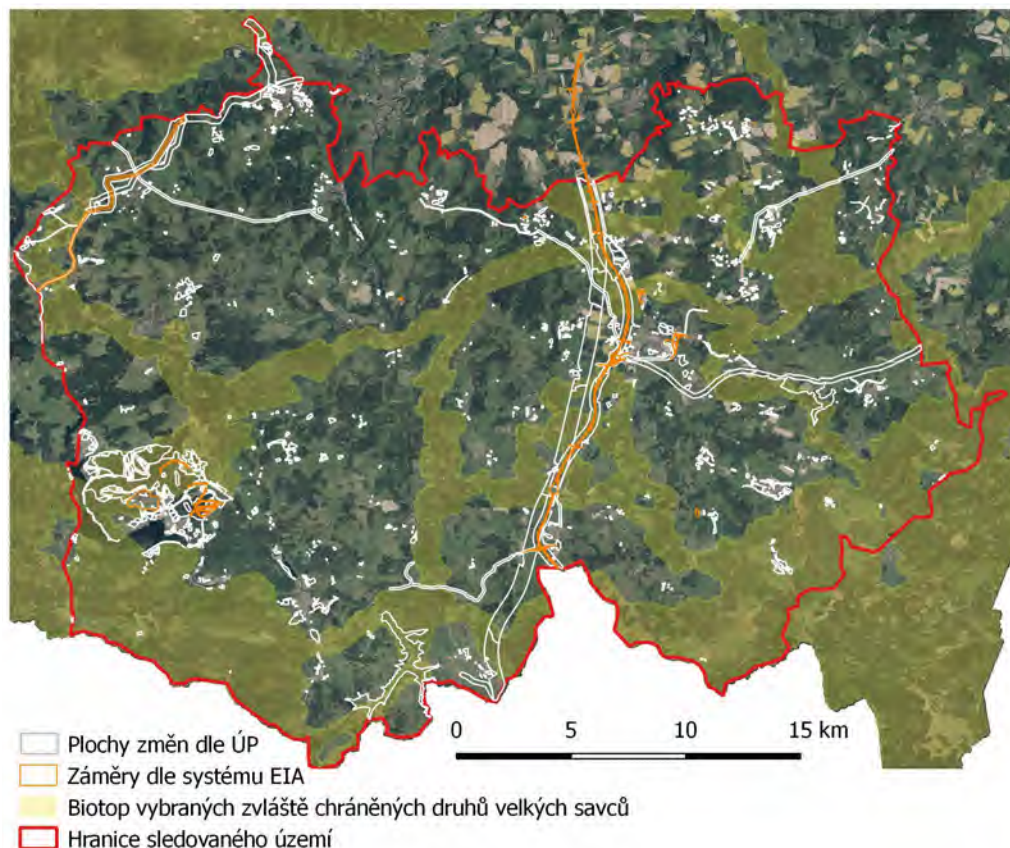 0 5 10 15 km
Plochy změn dle ÚP
Záměry dle systému EIA
Biotop vybraných zvláště chráněných druhů velkých savců
Hranice sledovaného území